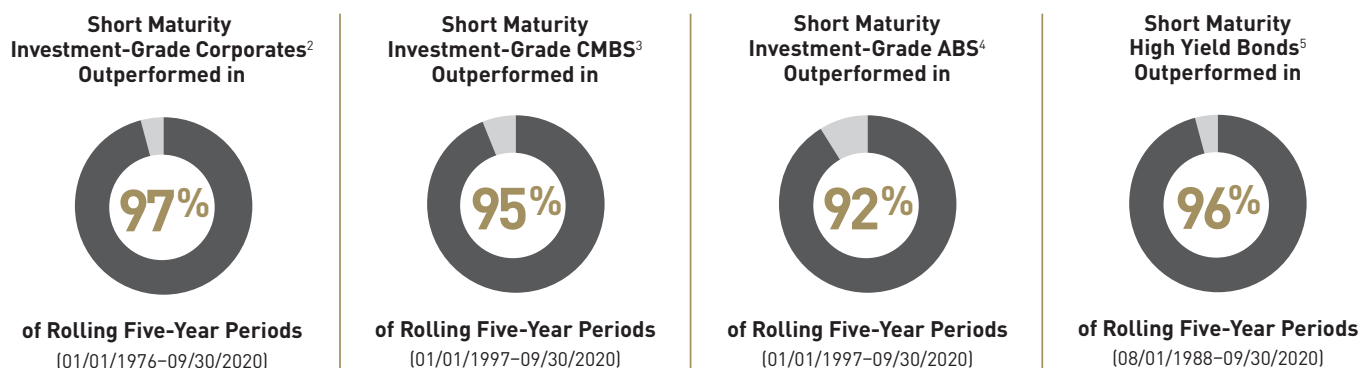 Short Maturity
Investment-Grade Corporates²
Outperformed in
97%
of Rolling Five-Year Periods
(01/01/1976–09/30/2020)
Short Maturity
Investment-Grade CMBS³
Outperformed in
95%
of Rolling Five-Year Periods
(01/01/1997–09/30/2020)
Short Maturity
Investment-Grade ABS⁴
Outperformed in
92%
of Rolling Five-Year Periods
(01/01/1997–09/30/2020)
Short Maturity
High Yield Bonds⁵
Outperformed in
96%
of Rolling Five-Year Periods
(08/01/1988–09/30/2020)